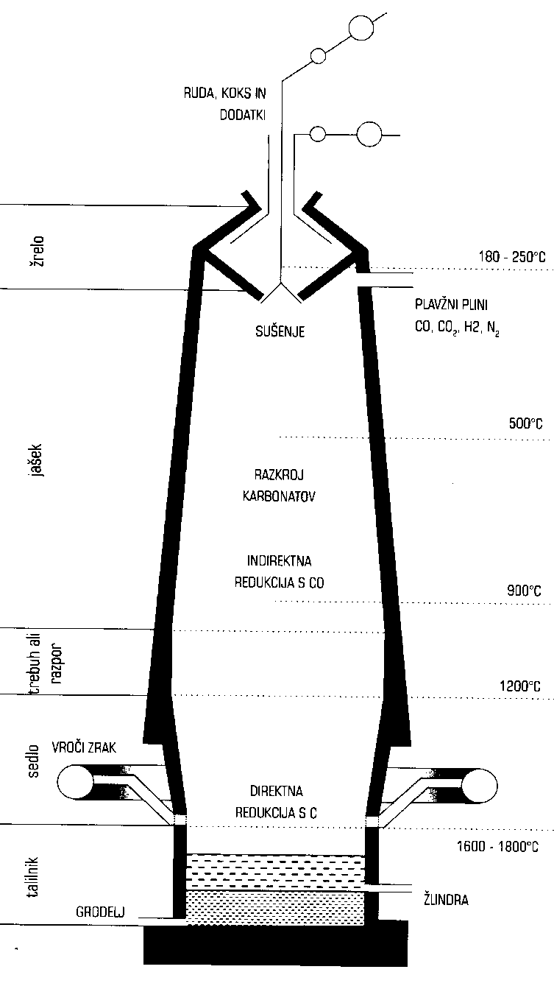 RUDA, KOKS IN
DODATKI
žrelo
180 - 250°C
PLAVŽNI PLINI
CO, CO₂, H2, N₂
SUŠENJE
500°C
jašek
RAZKROJ
KARBONATOV
INDIREKTNA
REDUKCIJA S CO
900°C
trebuh ali
razpor
1200°C
sedlo
VROČI ZRAK
DIREKTNA
REDUKCIJA S C
1600 - 1800°C
talilnik
ŽLINDRA
GRODELJ